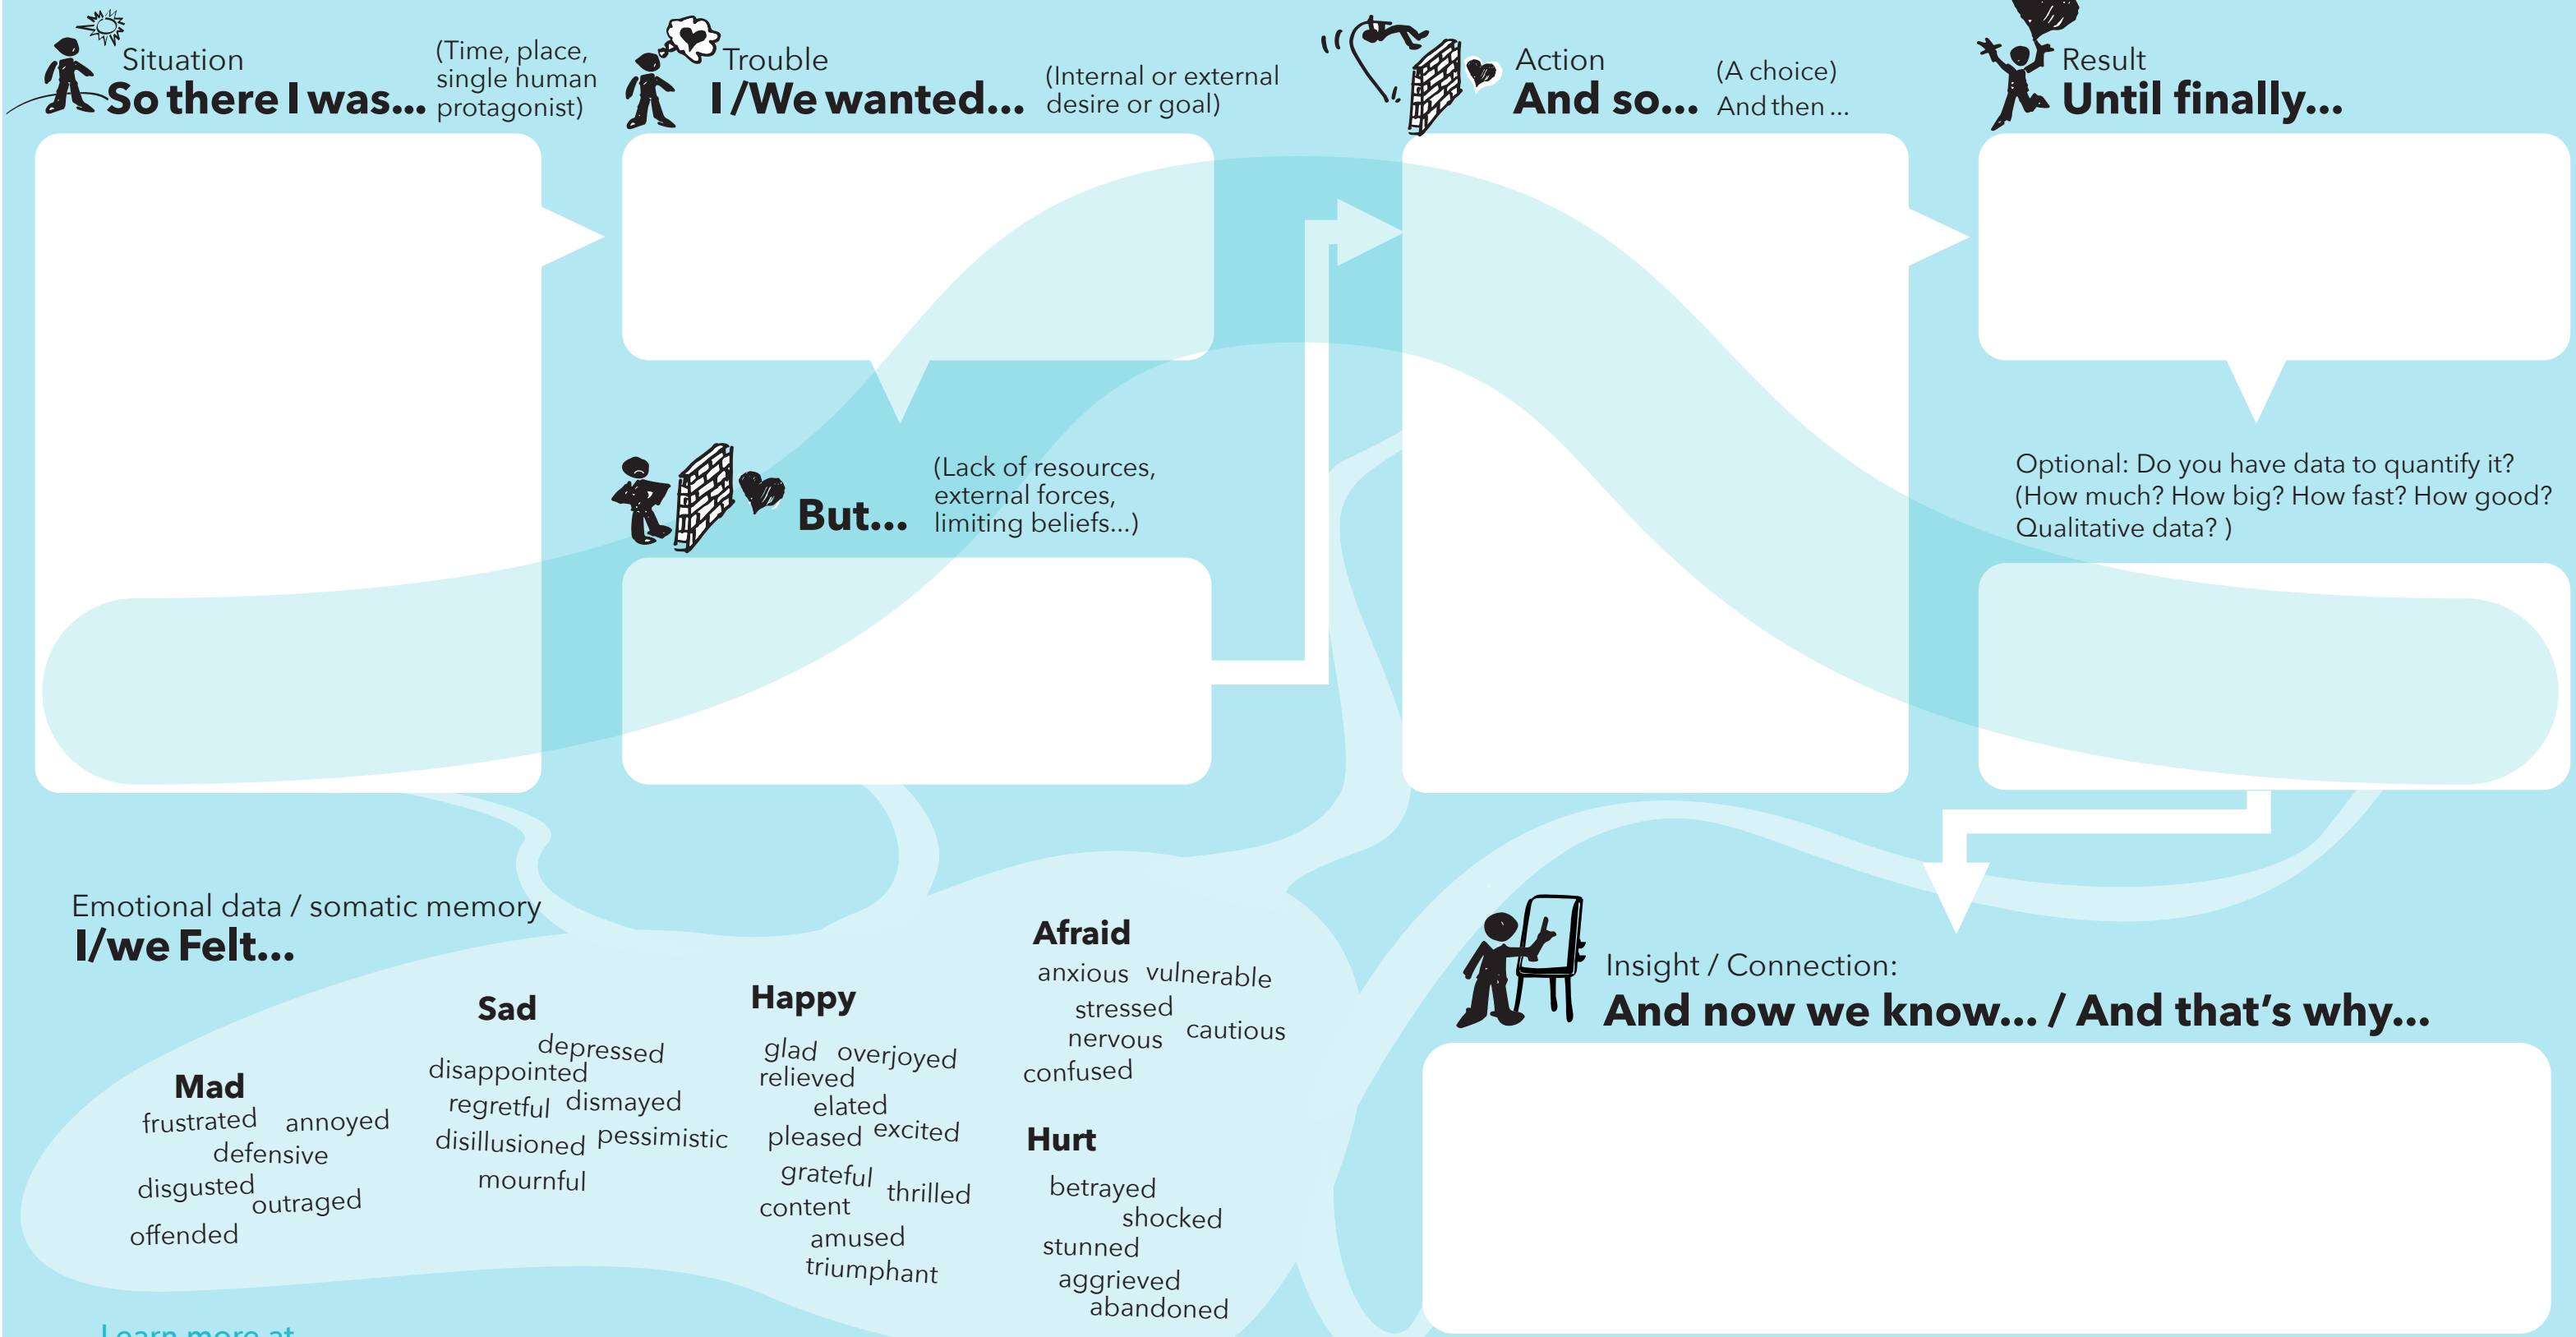 Situation
So there I was...
(Time, place,
single human
protagonist)
Trouble
I /We wanted...
(Internal or external
desire or goal)
But...
(Lack of resources,
external forces,
limiting beliefs...)
Action
And so...
(A choice)
And then ...
Result
Until finally...
Optional: Do you have data to quantify it?
(How much? How big? How fast? How good?
Qualitative data? )
Emotional data / somatic memory
I/we Felt...
Mad
frustrated annoyed
defensive
disgusted
outraged
offended
Sad
depressed
disappointed
regretful dismayed
disillusioned pessimistic
mournful
Happy
glad overjoyed
relieved
elated
pleased excited
grateful thrilled
content
amused
triumphant
Afraid
anxious vulnerable
stressed
nervous cautious
confused
Hurt
betrayed
shocked
stunned
aggrieved
abandoned
Insight / Connection:
And now we know... / And that's why...
Learn more at